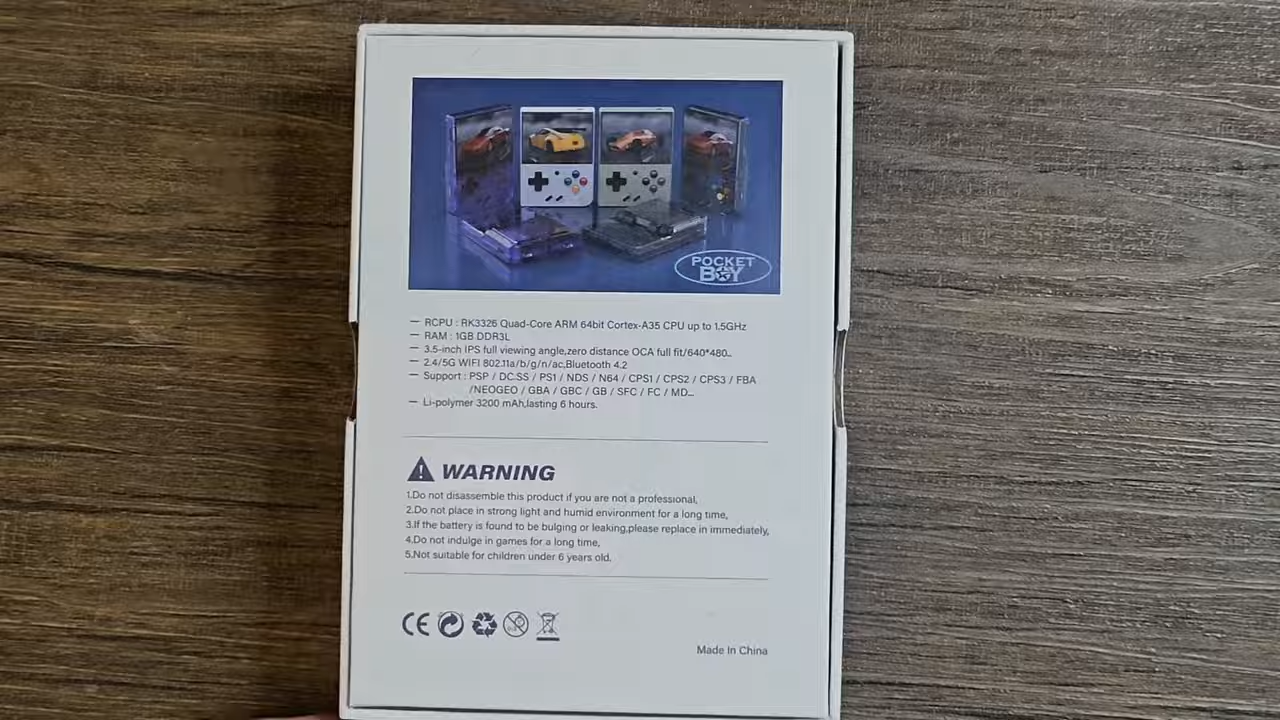 POCKET
BOY
— RCPU : RK3326 Quad-Core ARM 64bit Cortex-A35 CPU up to 1.5GHz
— RAM : 1GB DDR3L
— 3.5-inch IPS full viewing angle,zero distance OCA full fit/640*480..
— 2.4/5G WIFI 802.11a/b/g/n/ac,Bluetooth 4.2
— Support : PSP / DC.SS / PS1 / NDS / N64 / CPS1 / CPS2 / CPS3 / FBA
/NEOGEO / GBA / GBC / GB / SFC / FC / MD...
— Li-polymer 3200 mAh,lasting 6 hours.
WARNING
1.Do not disassemble this product if you are not a professional,
2.Do not place in strong light and humid environment for a long time,
3.If the battery is found to be bulging or leaking,please replace in immediately,
4.Do not indulge in games for a long time,
5.Not suitable for children under 6 years old.
CE
Made In China